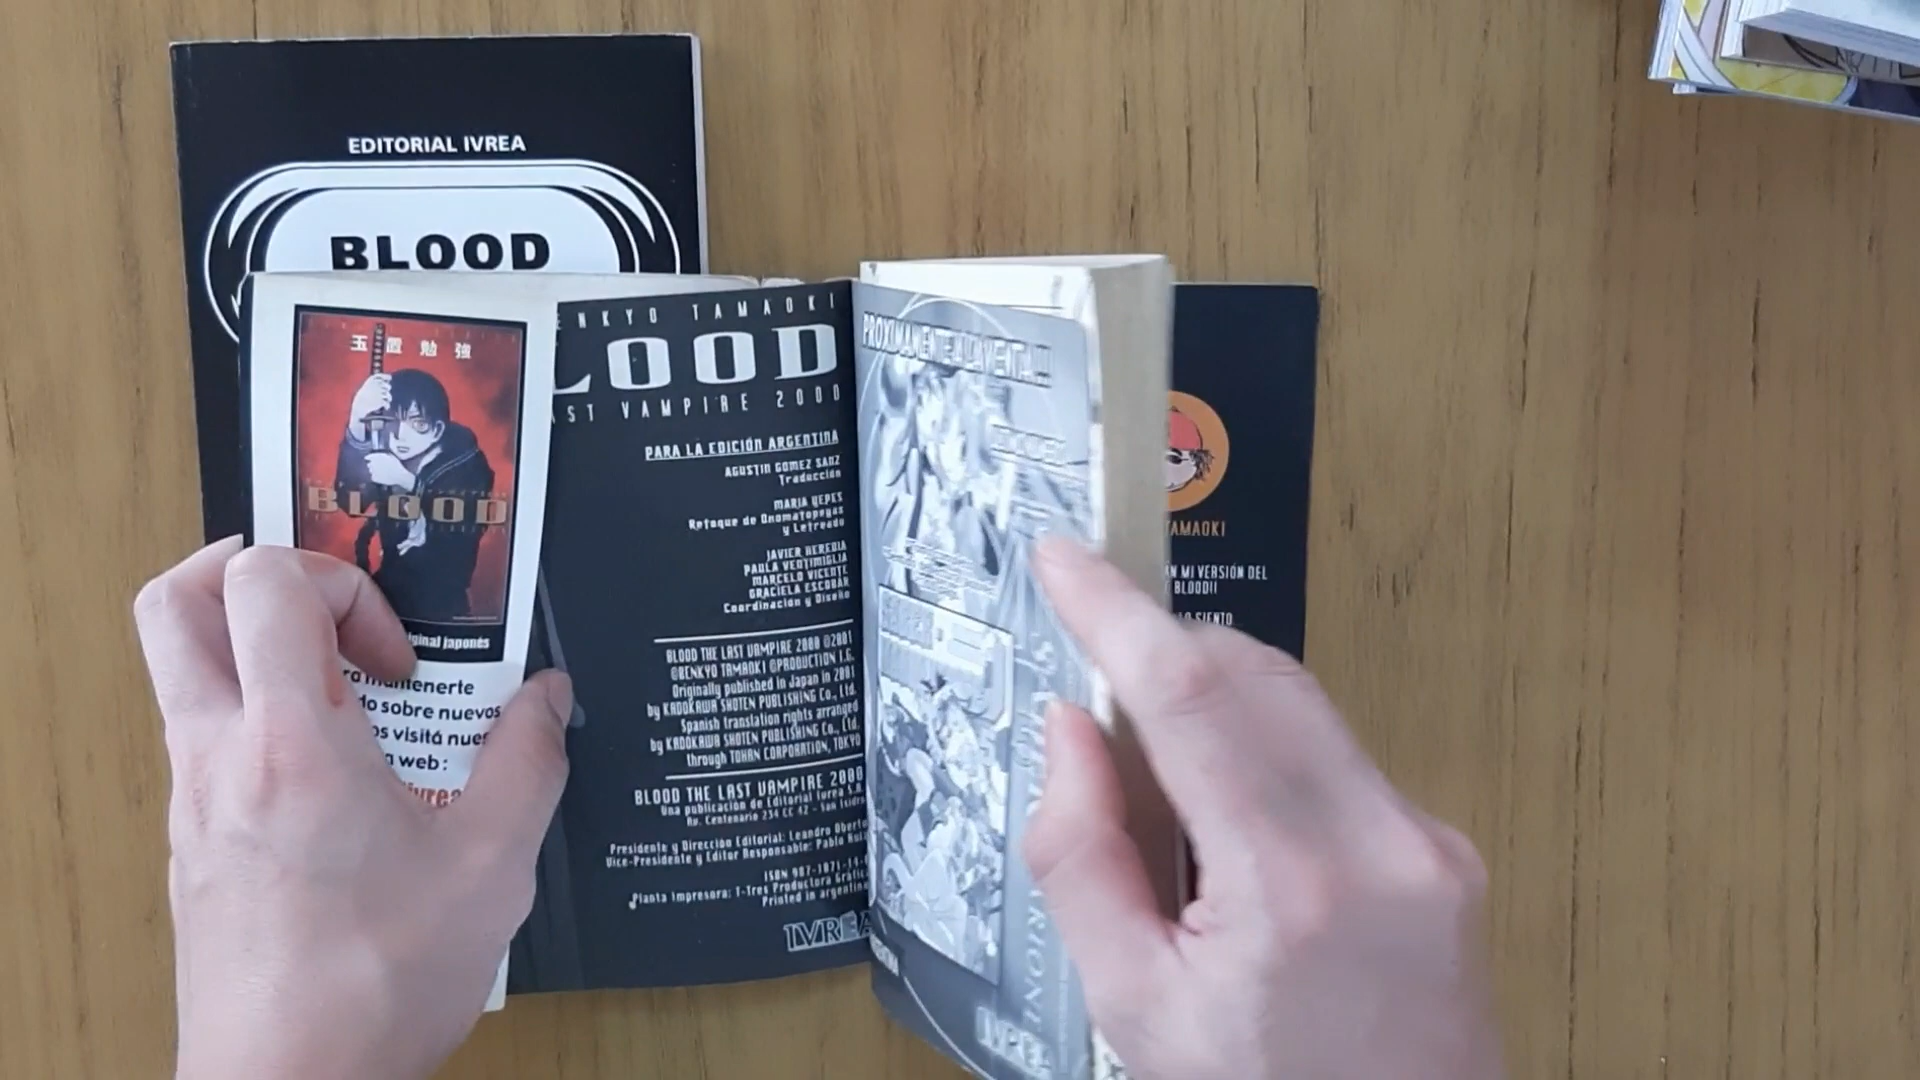 EDITORIAL IVREA
BLOOD
玉置勉強
BLOOD
ginal japonés
mantenerte
do sobre nuevos
os visitá nues
a web:
ivrea
ENKYO TAMAOKI
LOOD
AST VAMPIRE 2000
PARA LA EDICIÓN ARGENTINA
AGUSTIN GOMEZ SANZ
Traducción
MARIA YEPES
Retoque de Onomatopeyas
y Letreado
JAVIER HEREDIA
PAULA VENTIMIGLIA
MARCELO VICENTE
GRACIELA ESCOBAR
Coordinación y Diseño
BLOOD THE LAST VAMPIRE 2000 ©2001
©BENKYO TAMAOKI ©PRODUCTION I.G.
Originally published in Japan in 2001
by KADOKAWA SHOTEN PUBLISHING Co., Ltd.
Spanish translation rights arranged
by KADOKAWA SHOTEN PUBLISHING Co., Ltd.
through TOHAN CORPORATION, TOKYO
BLOOD THE LAST VAMPIRE 2000
Una publicación de Editorial Ivrea S.A.
Av. Centenario 234 CC 42 - San Isidro
Presidente y Dirección Editorial: Leandro Oberto
Vice-Presidente y Editor Responsable: Pablo Ruiz
ISBN 987-1071-14-
Planta Impresora: T-Tres Productora Gráfica
Printed in argentina
IVREA
PROXIMAMENTE A LA VENTA!!
IVREA
TAMAOKI
AN MI VERSIÓN DEL
BLOOD!!
LO SIENTO